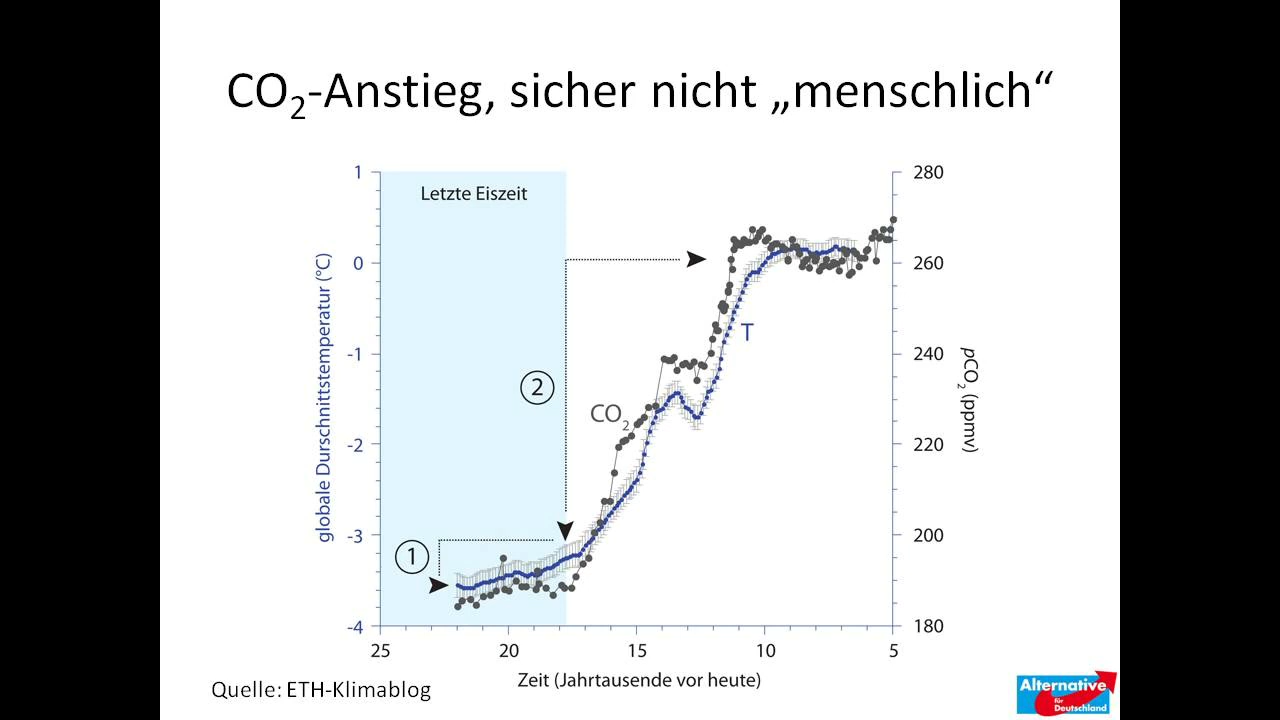 CO₂-Anstieg, sicher nicht „menschlich“
Letzte Eiszeit
1
0
-1
-2
-3
-4
globale Durschnittstemperatur (°C)
280
260
240
220
200
180
pCO₂ (ppmv)
T
CO₂
2
1
25
20
15
10
5
Zeit (Jahrtausende vor heute)
Quelle: ETH-Klimablog
Alternative
für
Deutschland